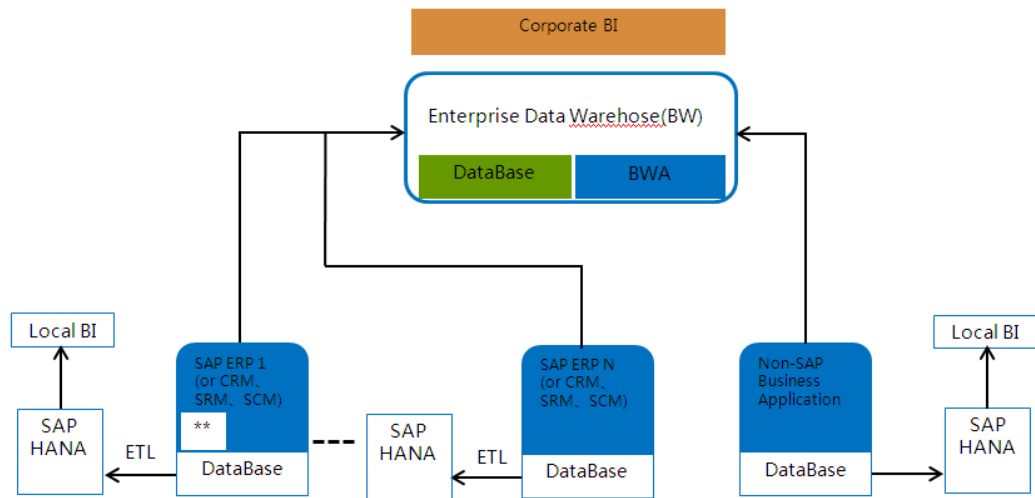 Corporate BI
Enterprise Data Warehose(BW)
DataBase
BWA
Local BI
SAP ERP 1
(or CRM、
SRM、SCM)
**
DataBase
SAP
HANA
ETL
SAP
HANA
ETL
SAP ERP N
(or CRM、
SRM、SCM)
DataBase
Non-SAP
Business
Application
DataBase
Local BI
SAP
HANA